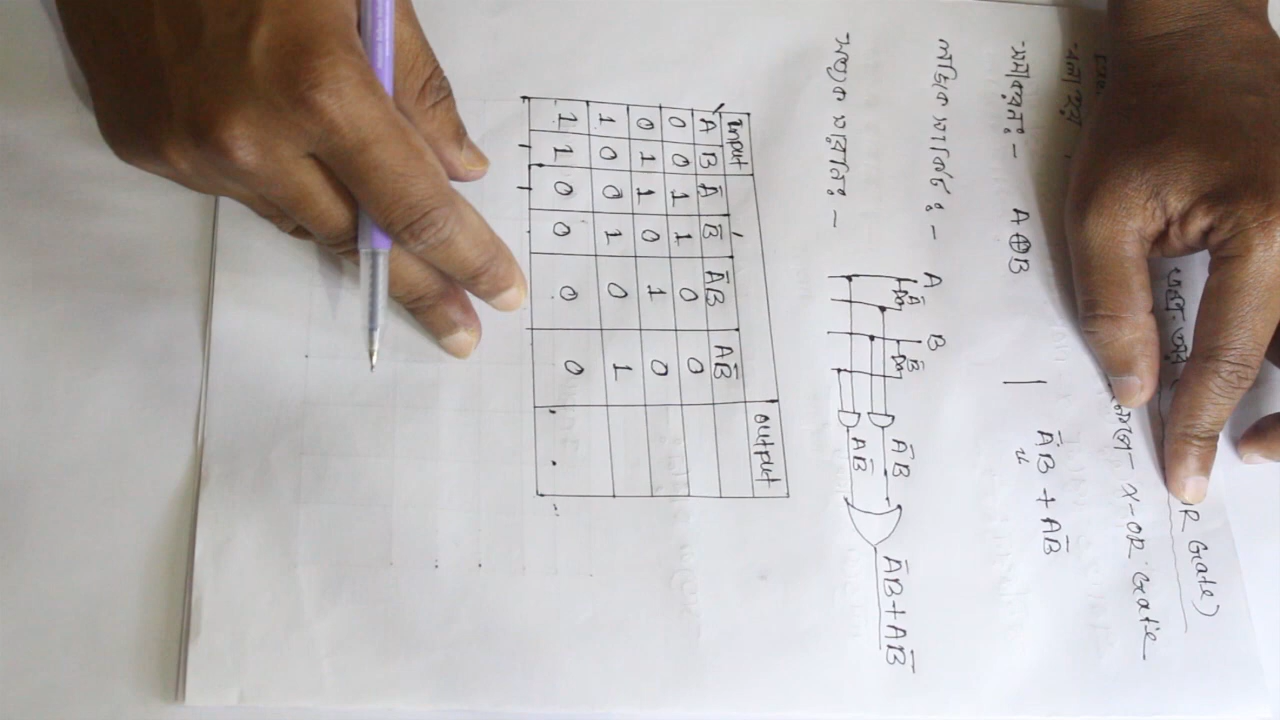 OR Gate)
X-OR Gate
সমীকরণঃ - A⊕B | ĀB + AB̄
লজিক সার্কিটঃ -
A B
Ā B̄
ĀB
AB̄
ĀB+AB̄
সত্যক সারণিঃ -
input output
A B Ā B̄ ĀB AB̄
0 0 1 1 0 0
0 1 1 0 1 0
1 0 0 1 0 1
1 1 0 0 0 0